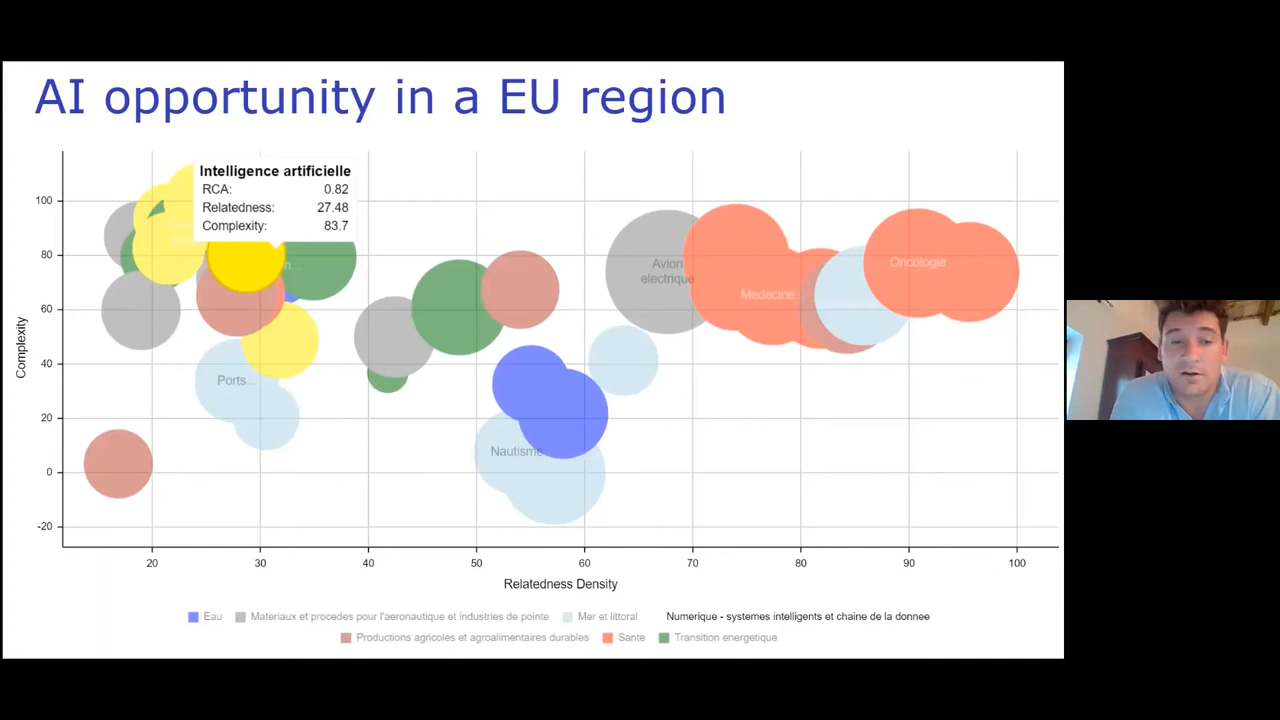 AI opportunity in a EU region
Intelligence artificielle
RCA: 0.82
Relatedness: 27.48
Complexity: 83.7
100
80
60
40
20
0
-20
Complexity
n...
Avion
electrique
Medecine...
Oncologie
Ports...
Nautisme
20 30 40 50 60 70 80 90 100
Relatedness Density
Eau Materiaux et procedes pour l'aeronautique et industries de pointe Mer et littoral Numerique - systemes intelligents et chaine de la donnee
Productions agricoles et agroalimentaires durables Sante Transition energetique